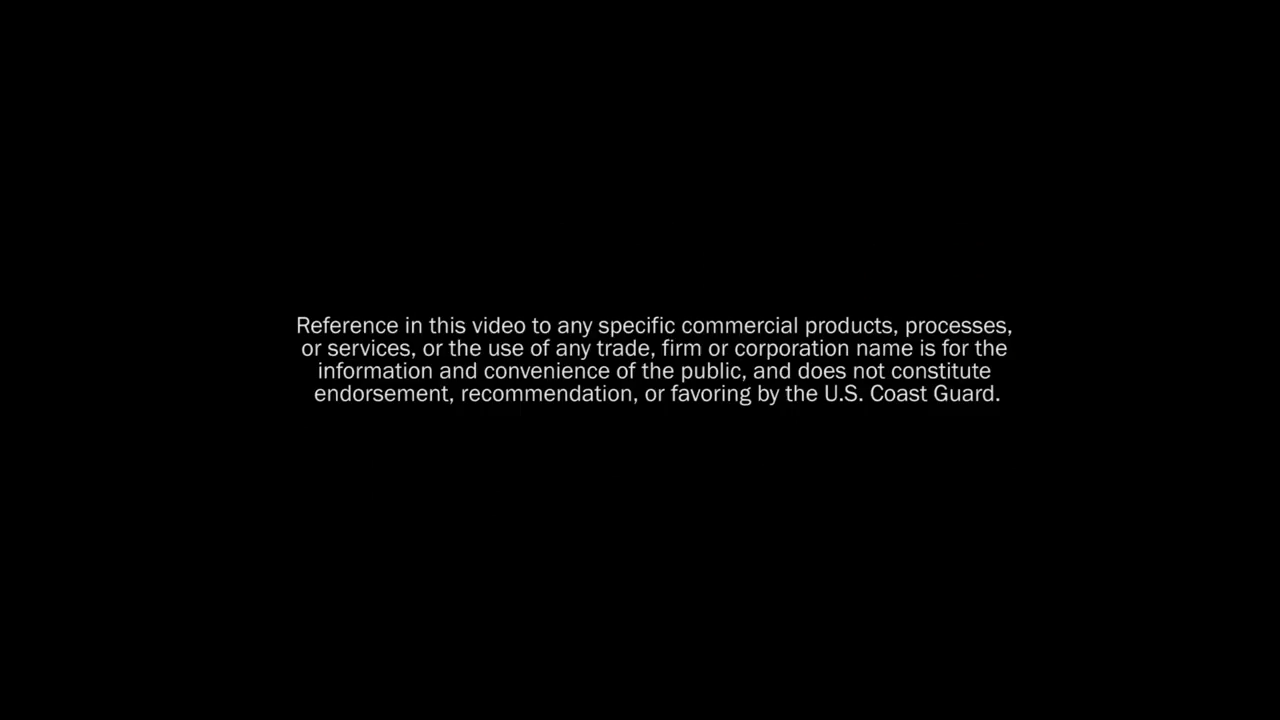 Reference in this video to any specific commercial products, processes,
or services, or the use of any trade, firm or corporation name is for the
information and convenience of the public, and does not constitute
endorsement, recommendation, or favoring by the U.S. Coast Guard.